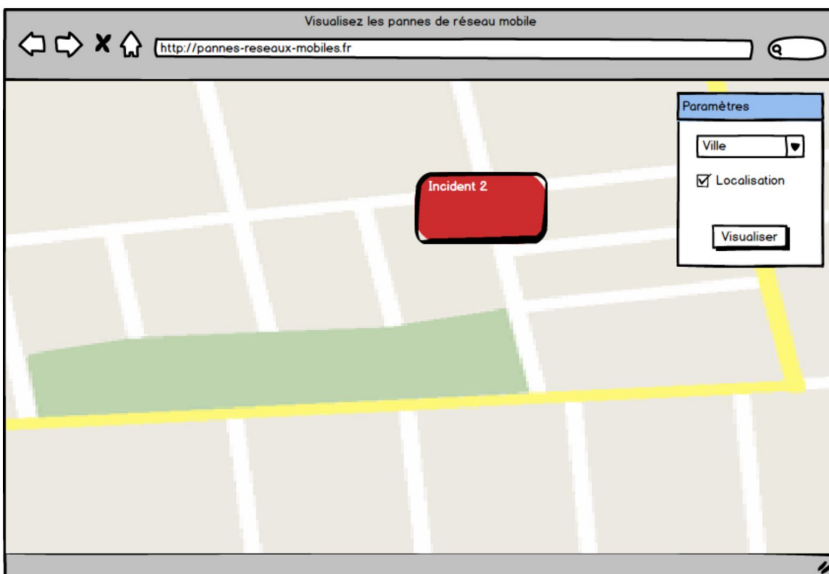 Visualisez les pannes de réseau mobile
http://pannes-reseaux-mobiles.fr
Paramètres
Ville
Localisation
Visualiser
Incident 2